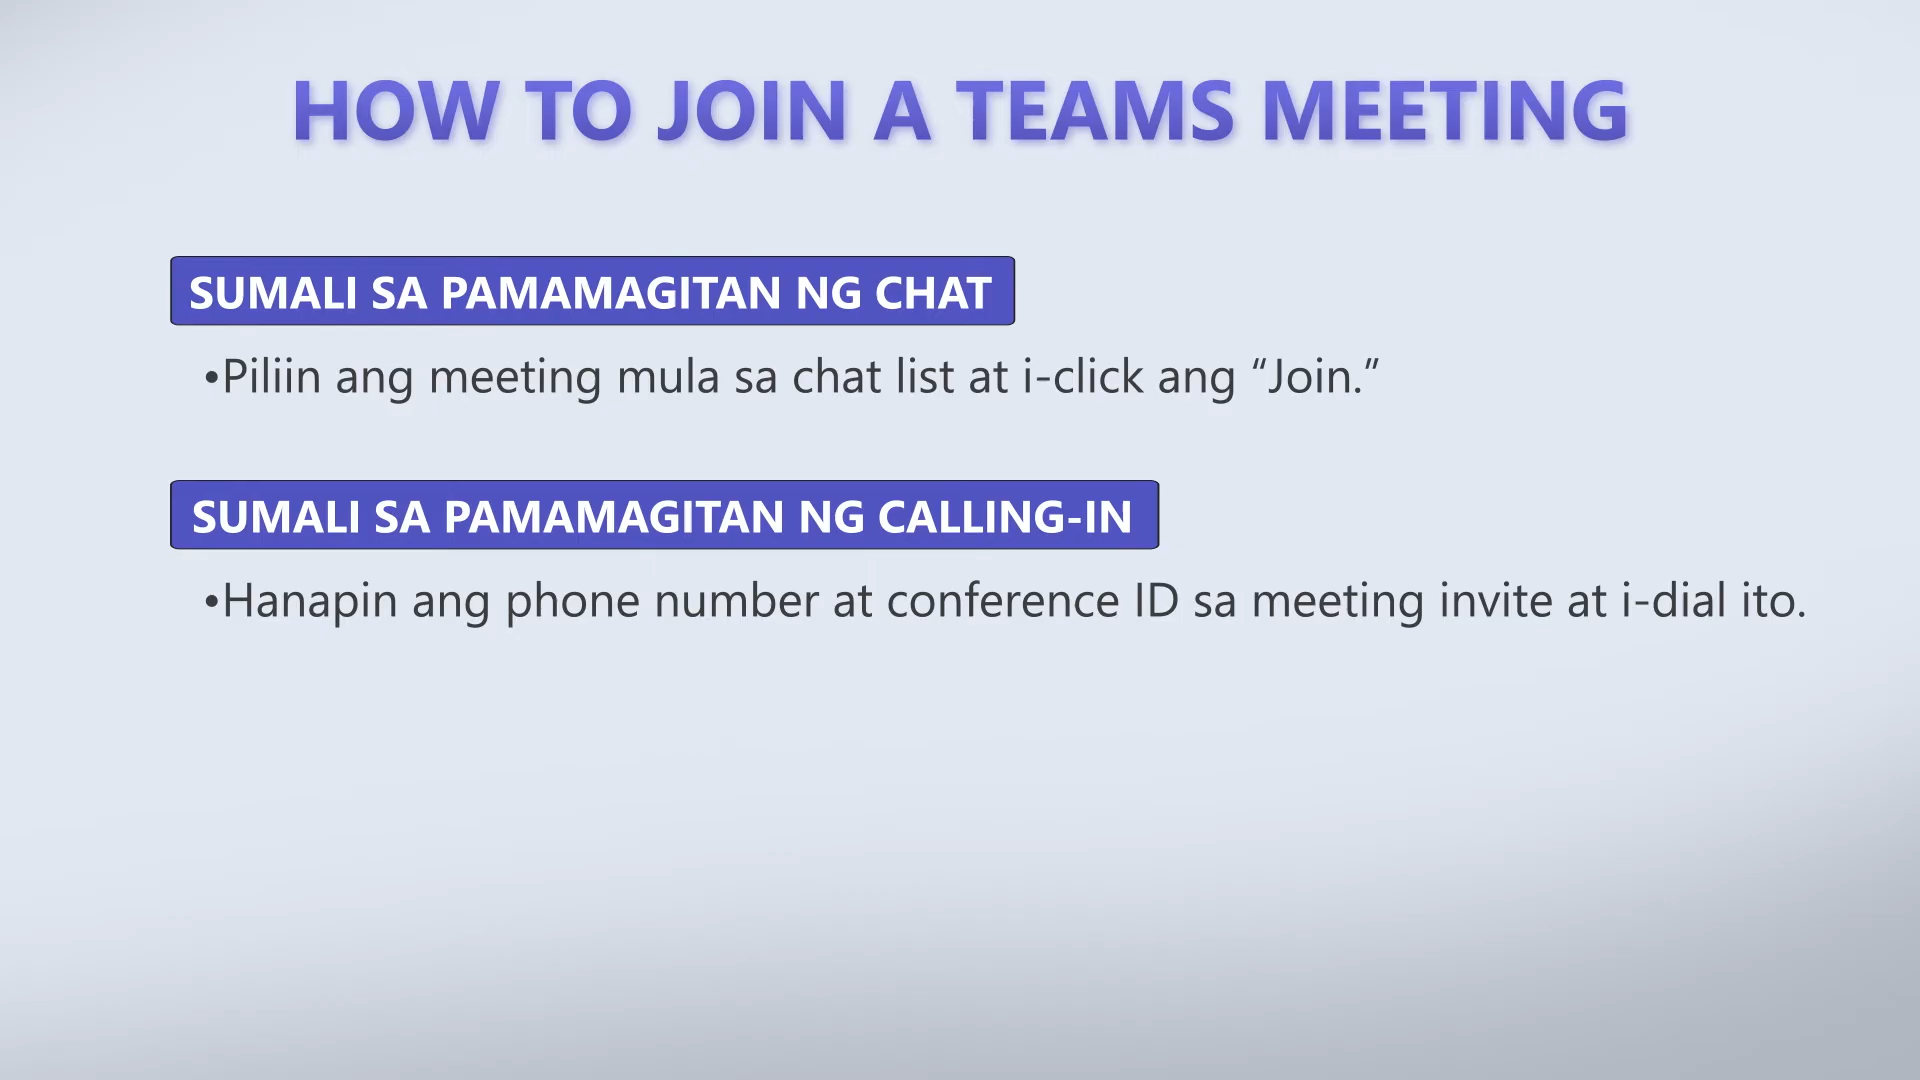 HOW TO JOIN A TEAMS MEETING
SUMALI SA PAMAMAGITAN NG CHAT
•Piliin ang meeting mula sa chat list at i-click ang “Join.”
SUMALI SA PAMAMAGITAN NG CALLING-IN
•Hanapin ang phone number at conference ID sa meeting invite at i-dial ito.